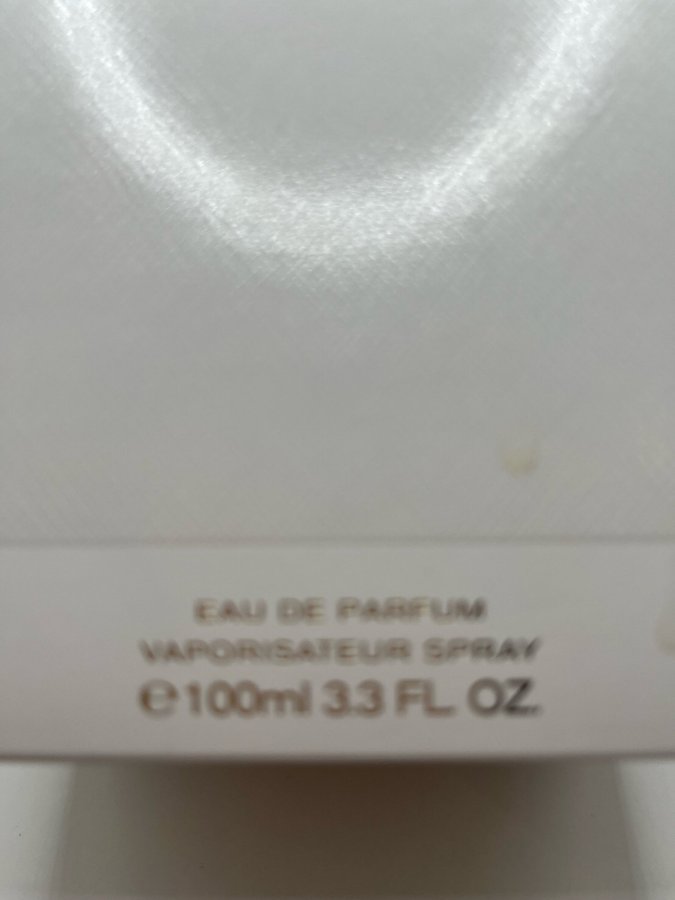 EAU DE PARFUM
VAPORISATEUR SPRAY
℮100ml 3.3 FL. OZ.